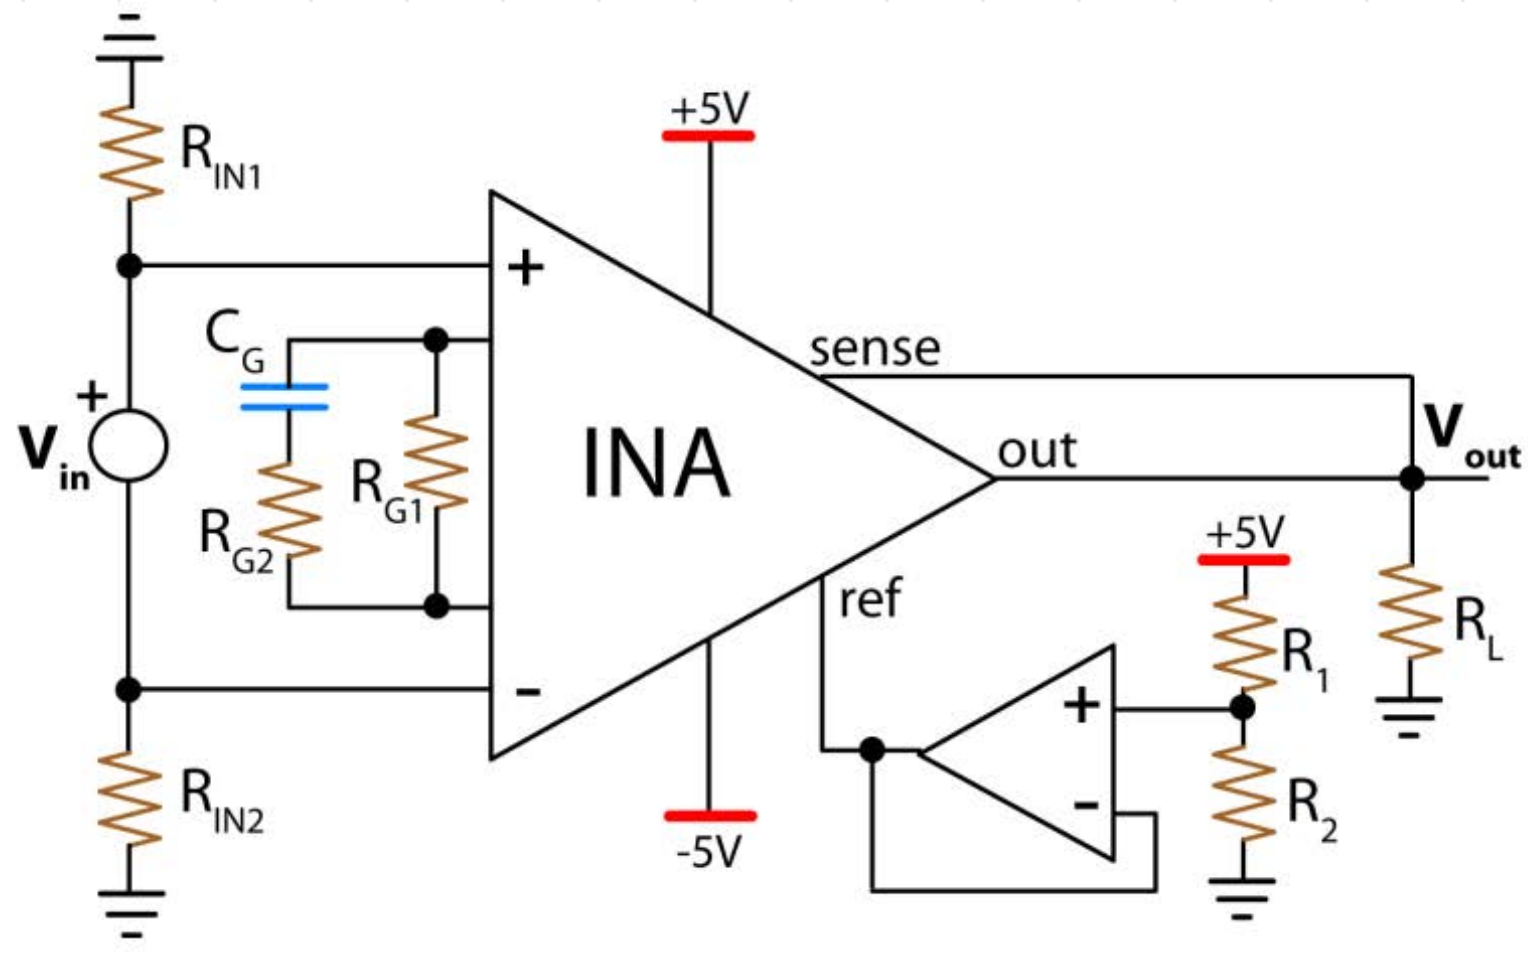 R_IN1
+5V
+
C_G
sense
+
V_in
INA
out
V_out
R_G1
R_G2
+5V
ref
R_L
R_1
+
-
R_IN2
-
R_2
-5V